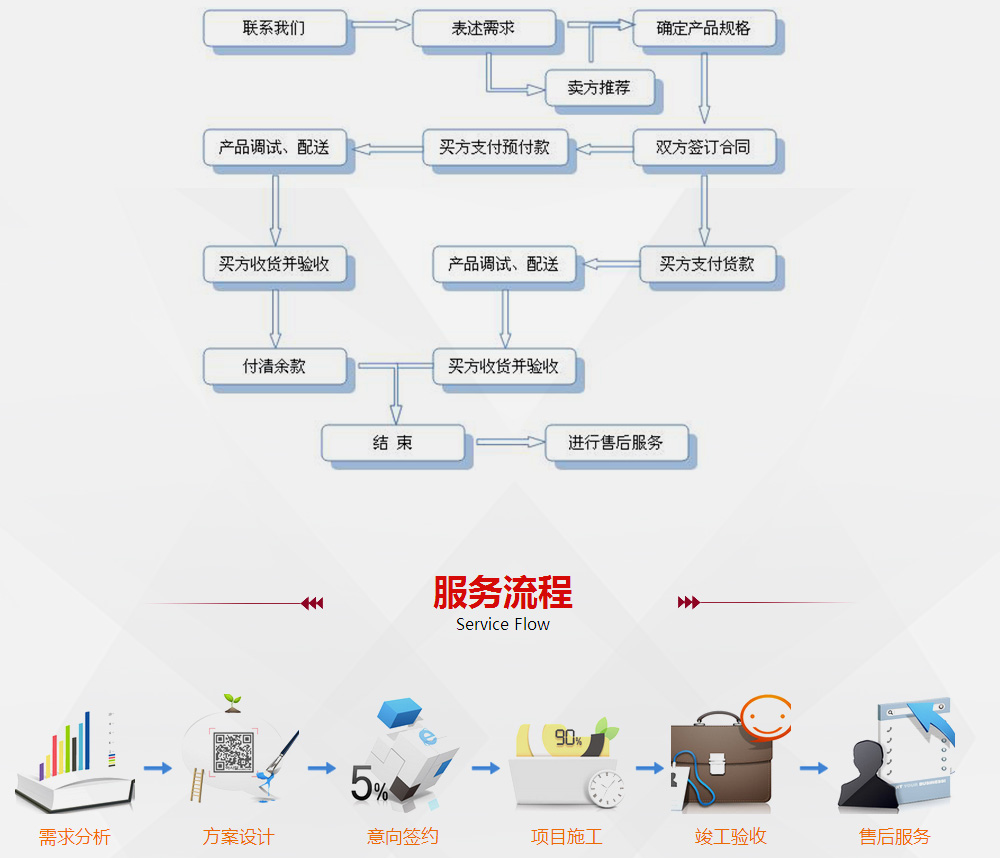 联系我们
表述需求
确定产品规格
卖方推荐
产品调试、配送
买方支付预付款
双方签订合同
买方收货并验收
产品调试、配送
买方支付货款
付清余款
买方收货并验收
结 束
进行售后服务
服务流程
Service Flow
90%
5%
需求分析
方案设计
意向签约
项目施工
竣工验收
售后服务